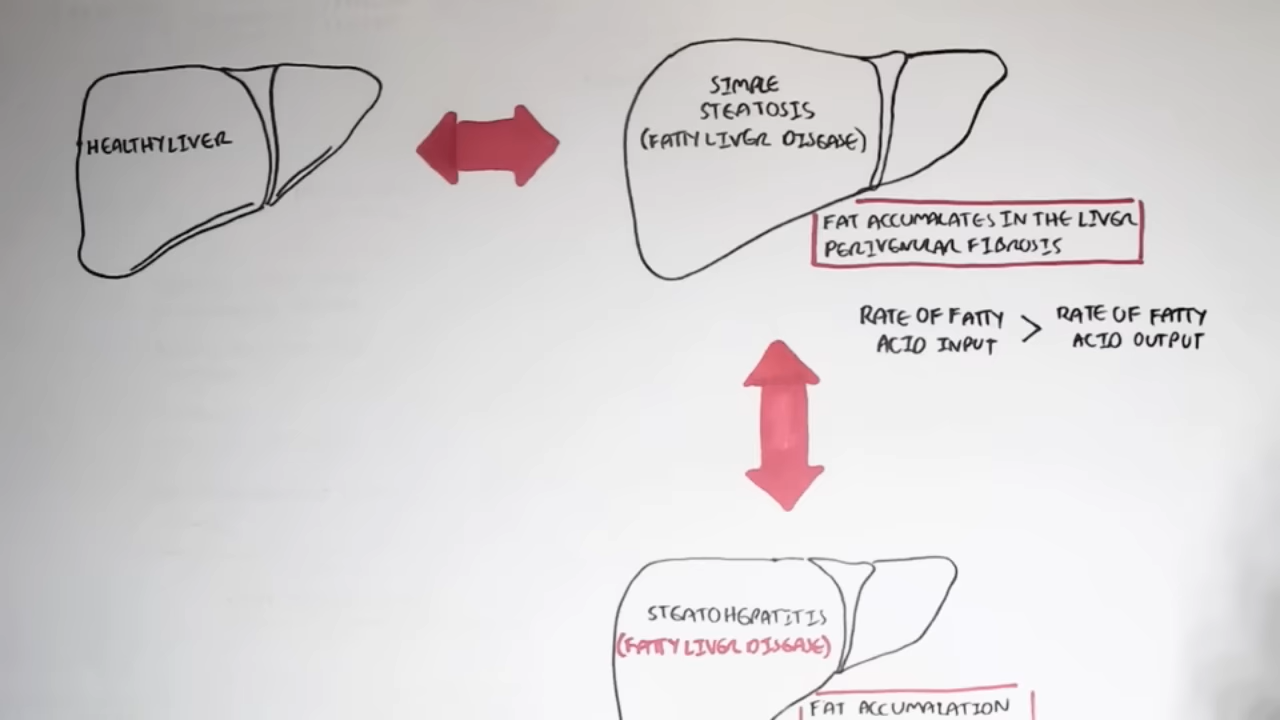 HEALTHY LIVER
SIMPLE
STEATOSIS
(FATTY LIVER DISEASE)
FAT ACCUMALATES IN THE LIVER
PERIVENULAR FIBROSIS
RATE OF FATTY
ACID INPUT
>
RATE OF FATTY
ACID OUTPUT
STEATOHEPATITIS
(FATTY LIVER DISEASE)
FAT ACCUMALATION